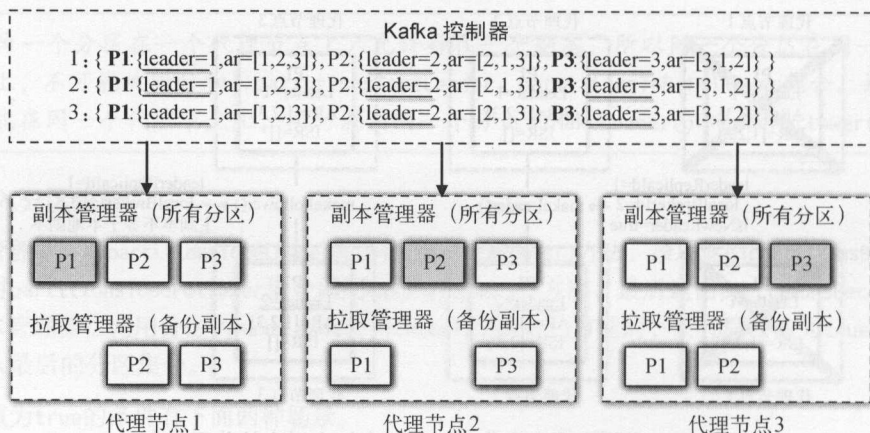 Kafka 控制器
1：{ P1:{leader=1,ar=[1,2,3]},P2:{leader=2,ar=[2,1,3]},P3:{leader=3,ar=[3,1,2]} }
2：{ P1:{leader=1,ar=[1,2,3]},P2:{leader=2,ar=[2,1,3]},P3:{leader=3,ar=[3,1,2]} }
3：{ P1:{leader=1,ar=[1,2,3]},P2:{leader=2,ar=[2,1,3]},P3:{leader=3,ar=[3,1,2]} }
副本管理器（所有分区）
P1 P2 P3
拉取管理器（备份副本）
P2 P3
代理节点1
副本管理器（所有分区）
P1 P2 P3
拉取管理器（备份副本）
P1 P3
代理节点2
副本管理器（所有分区）
P1 P2 P3
拉取管理器（备份副本）
P1 P2
代理节点3